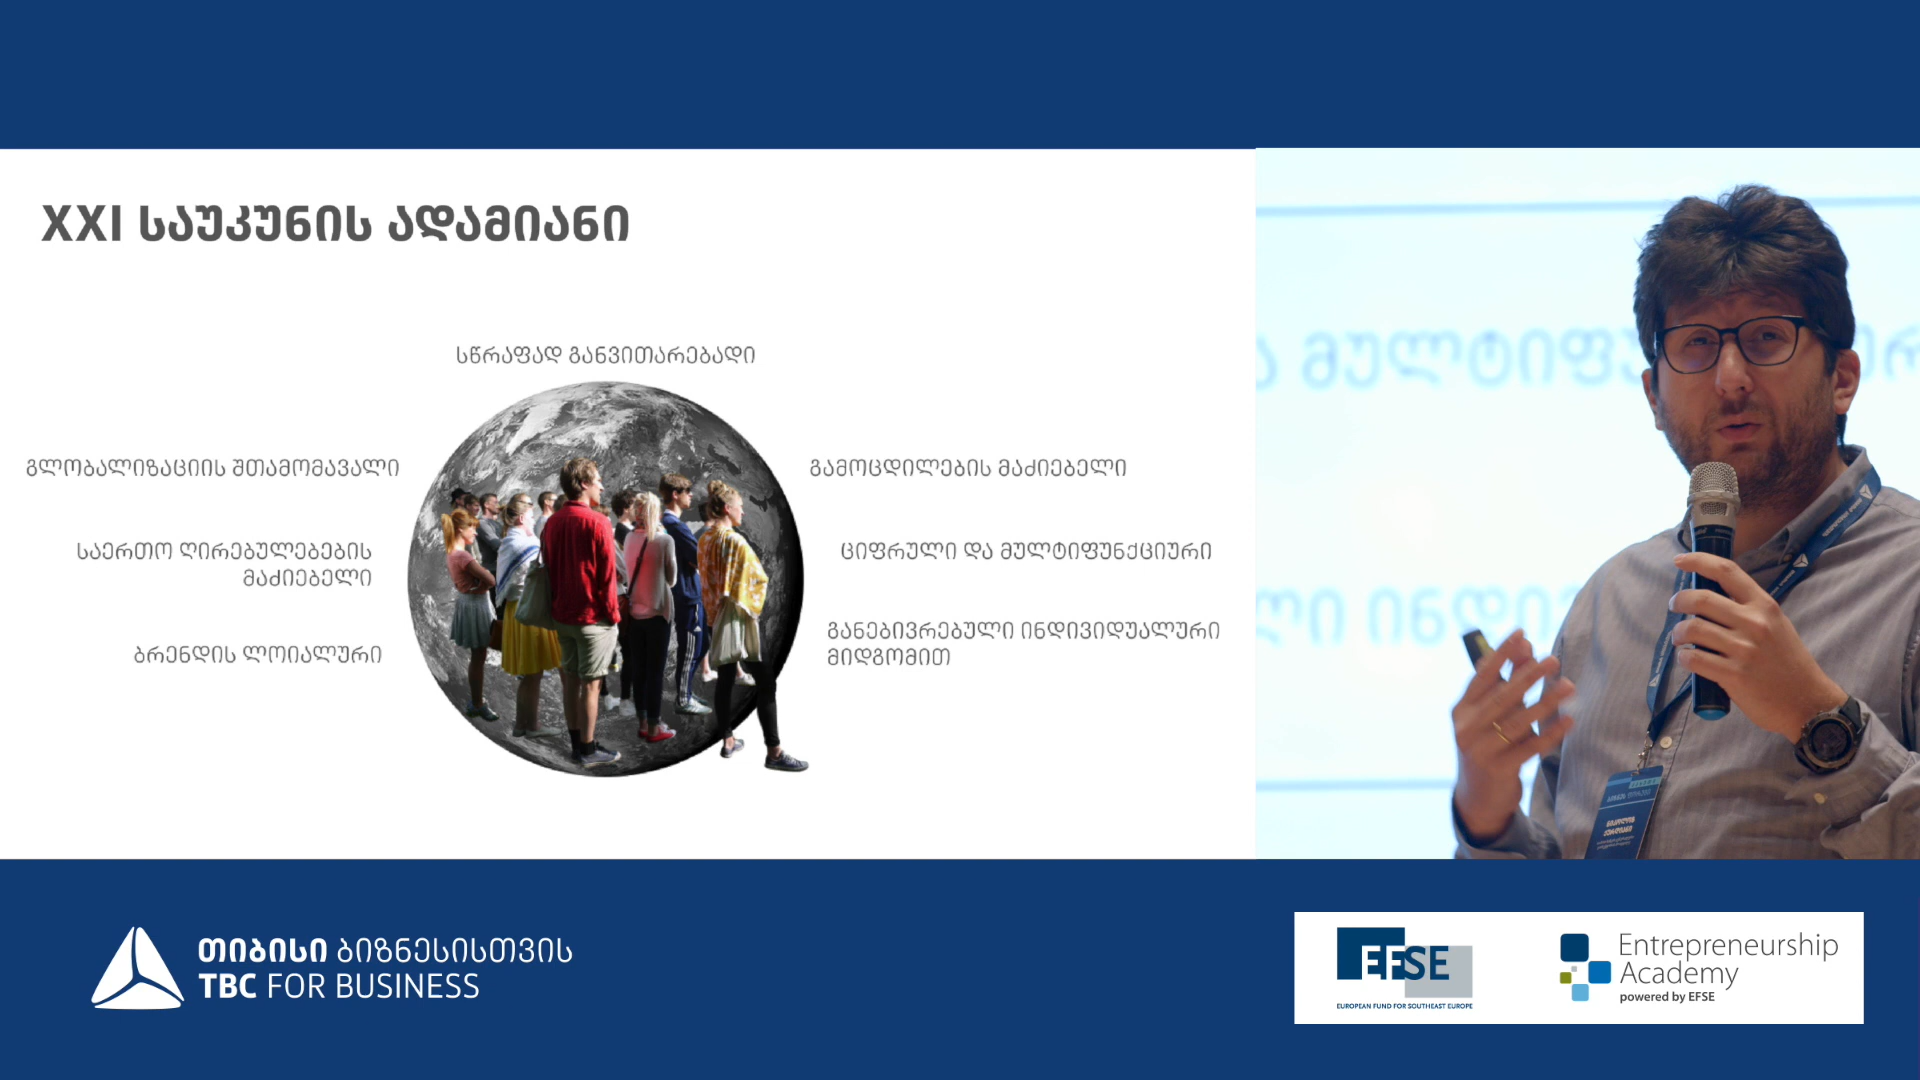 XXI საუკუნის ადამიანი
სწრაფად განვითარებადი
გლობალიზაციის შთამომავალი
საერთო ღირებულებების
მაძიებელი
ბრენდის ლოიალური
გამოცდილების მაძიებელი
ციფრული და მულტიფუნქციური
განებივრებული ინდივიდუალური
მიდგომით
მულტიფუ
ლი ინდივ
თიბისი ბიზნესისთვის
TBC FOR BUSINESS
EFSE
EUROPEAN FUND FOR SOUTHEAST EUROPE
Entrepreneurship
Academy
powered by EFSE